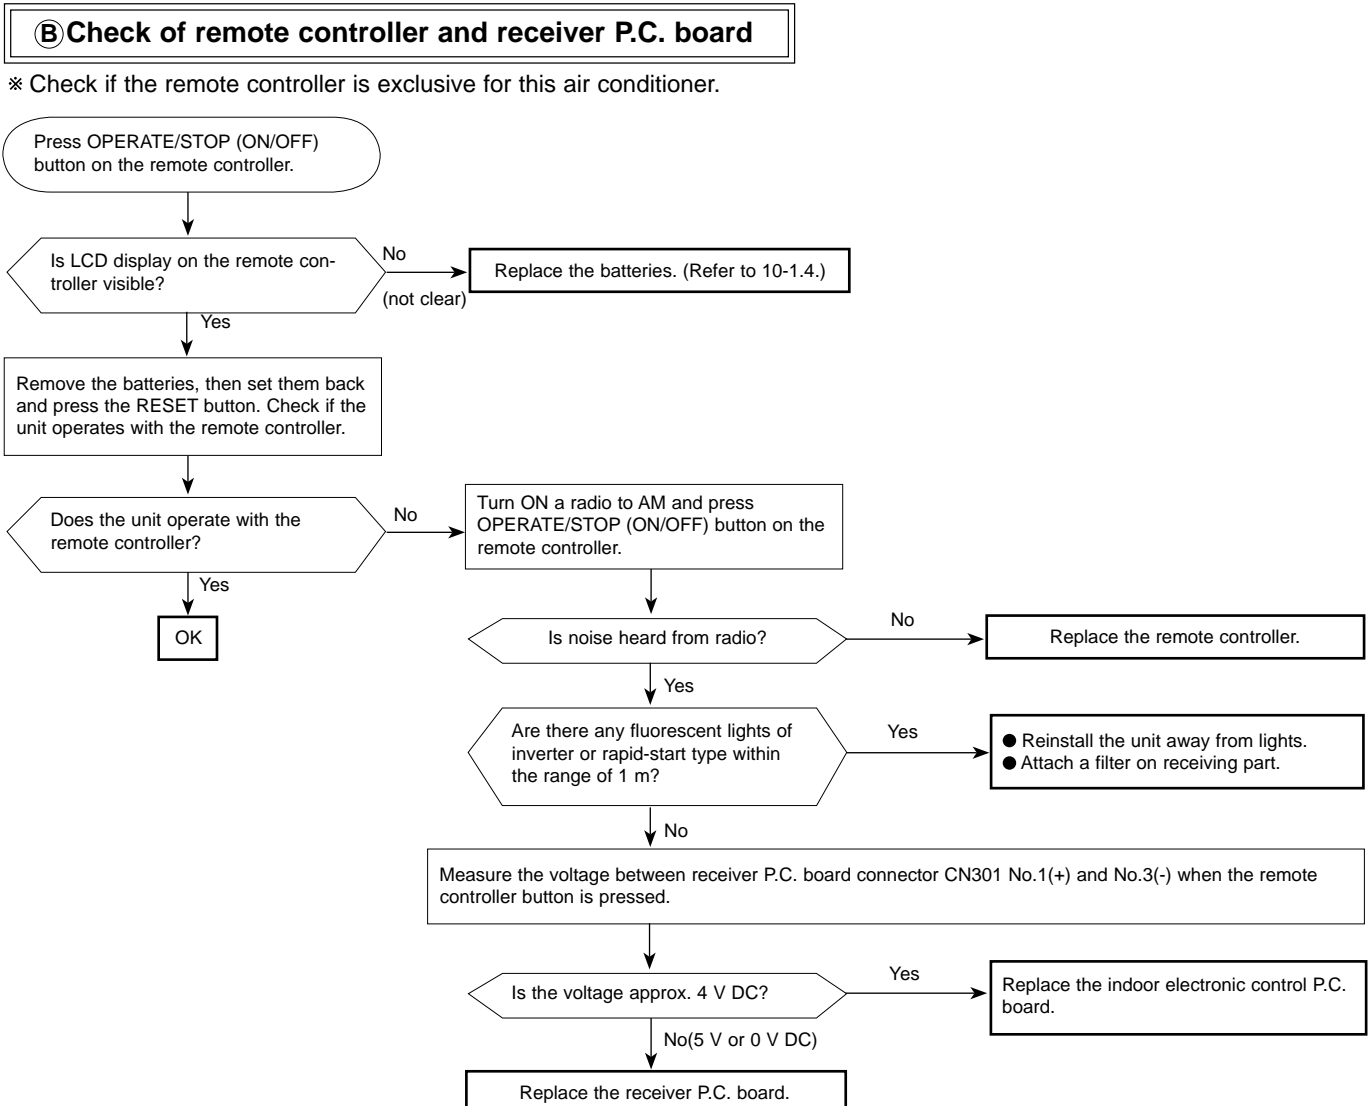 Ⓑ Check of remote controller and receiver P.C. board
※ Check if the remote controller is exclusive for this air conditioner.
Press OPERATE/STOP (ON/OFF)
button on the remote controller.
Is LCD display on the remote con-
troller visible?
No
(not clear)
Replace the batteries. (Refer to 10-1.4.)
Yes
Remove the batteries, then set them back
and press the RESET button. Check if the
unit operates with the remote controller.
Does the unit operate with the
remote controller?
No
Turn ON a radio to AM and press
OPERATE/STOP (ON/OFF) button on the
remote controller.
Yes
OK
Is noise heard from radio?
No
Replace the remote controller.
Yes
Are there any fluorescent lights of
inverter or rapid-start type within
the range of 1 m?
Yes
● Reinstall the unit away from lights.
● Attach a filter on receiving part.
No
Measure the voltage between receiver P.C. board connector CN301 No.1(+) and No.3(-) when the remote
controller button is pressed.
Is the voltage approx. 4 V DC?
Yes
Replace the indoor electronic control P.C.
board.
No(5 V or 0 V DC)
Replace the receiver P.C. board.